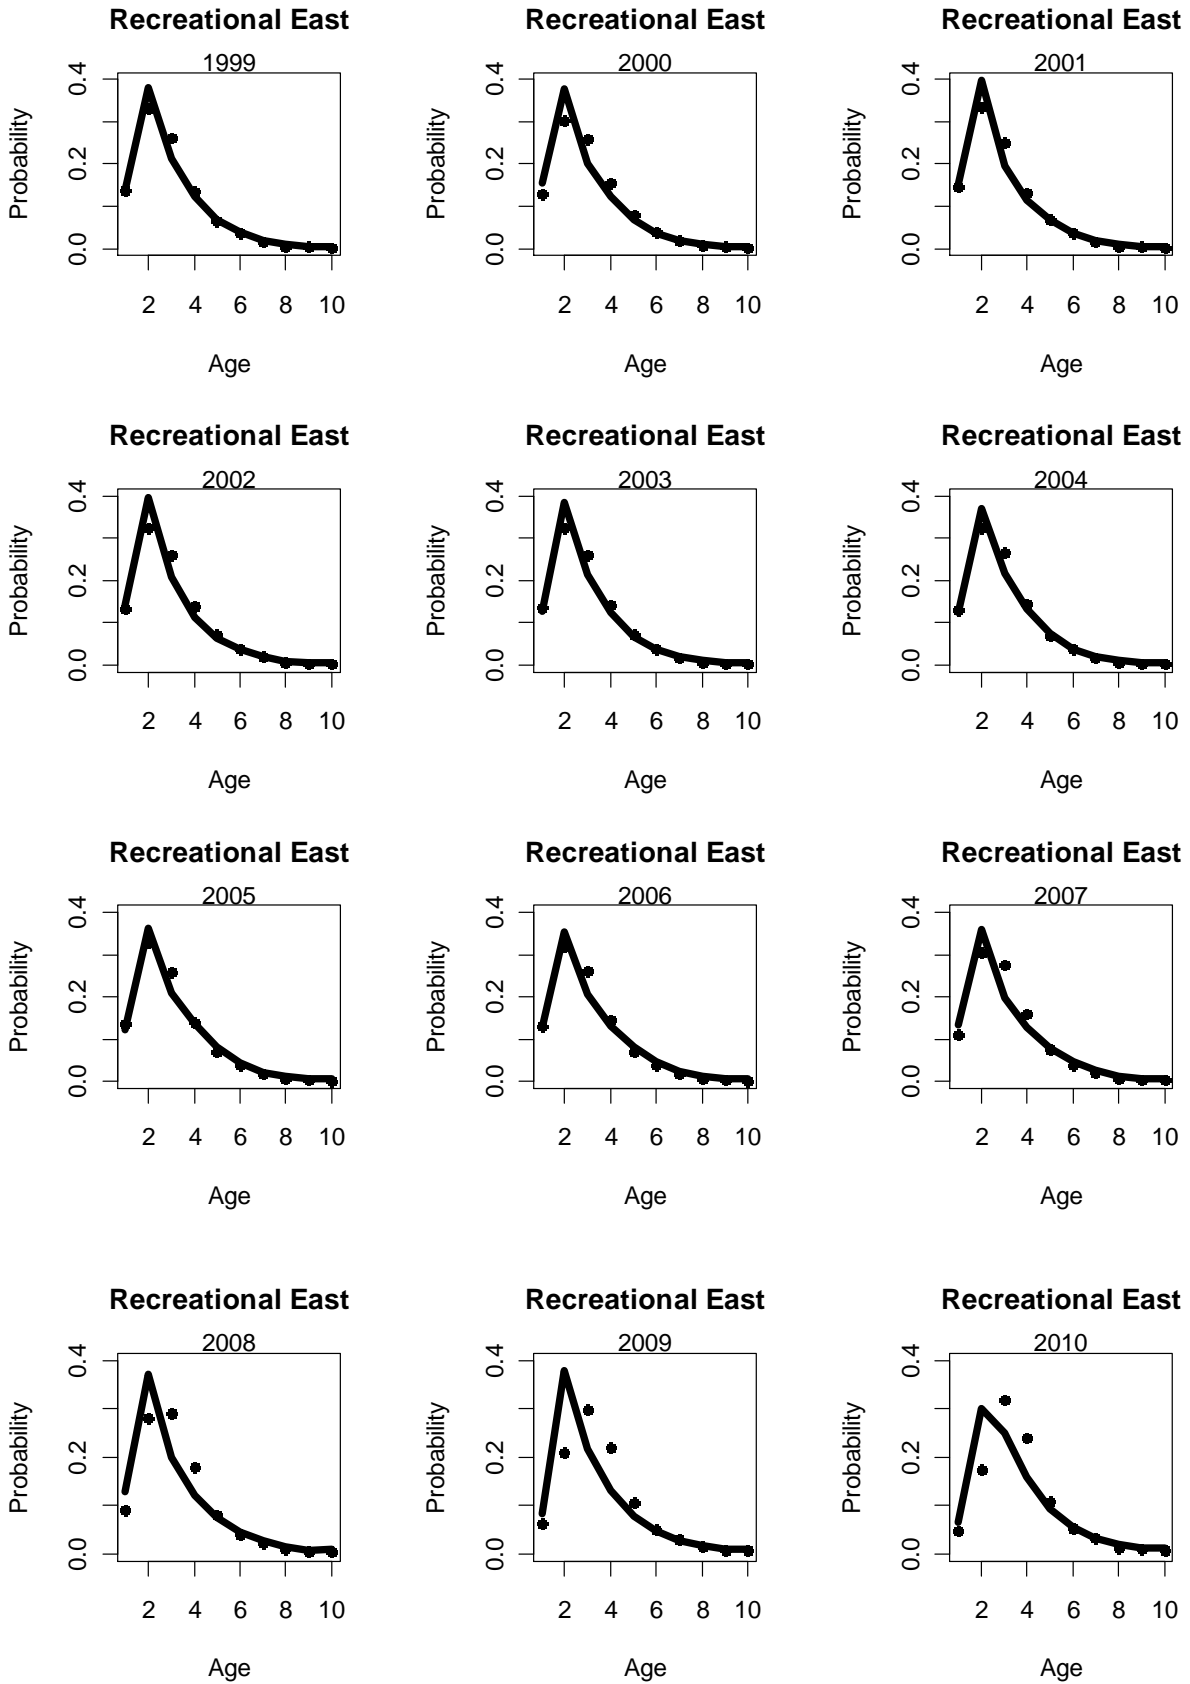 Recreational East Recreational East Recreational East
1999 2000 2001
Probability Probability Probability
0.4 0.4 0.4
0.2 0.2 0.2
0.0 0.0 0.0
2 4 6 8 10 2 4 6 8 10 2 4 6 8 10
Age Age Age
Recreational East Recreational East Recreational East
2002 2003 2004
Probability Probability Probability
0.4 0.4 0.4
0.2 0.2 0.2
0.0 0.0 0.0
2 4 6 8 10 2 4 6 8 10 2 4 6 8 10
Age Age Age
Recreational East Recreational East Recreational East
2005 2006 2007
Probability Probability Probability
0.4 0.4 0.4
0.2 0.2 0.2
0.0 0.0 0.0
2 4 6 8 10 2 4 6 8 10 2 4 6 8 10
Age Age Age
Recreational East Recreational East Recreational East
2008 2009 2010
Probability Probability Probability
0.4 0.4 0.4
0.2 0.2 0.2
0.0 0.0 0.0
2 4 6 8 10 2 4 6 8 10 2 4 6 8 10
Age Age Age